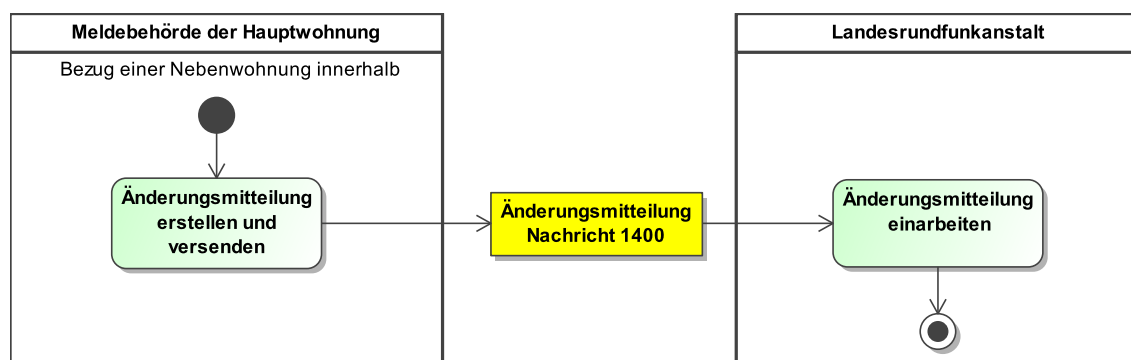 Meldebehörde der Hauptwohnung
Landesrundfunkanstalt
Bezug einer Nebenwohnung innerhalb
Änderungsmitteilung
erstellen und
versenden
Änderungsmitteilung
Nachricht 1400
Änderungsmitteilung
einarbeiten